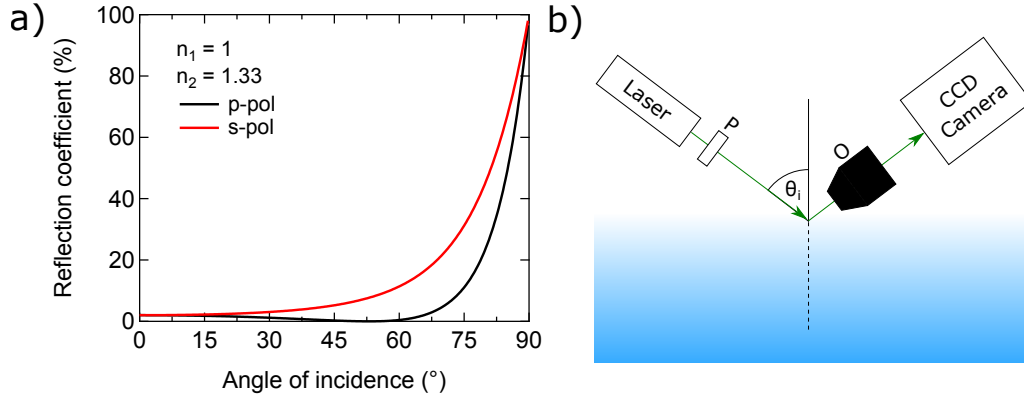 a)
Reflection coefficient (%)
100
80
60
40
20
0
n₁ = 1
n₂ = 1.33
p-pol
s-pol
0 15 30 45 60 75 90
Angle of incidence (°)
b)
Laser
P
θᵢ
O
CCD
Camera